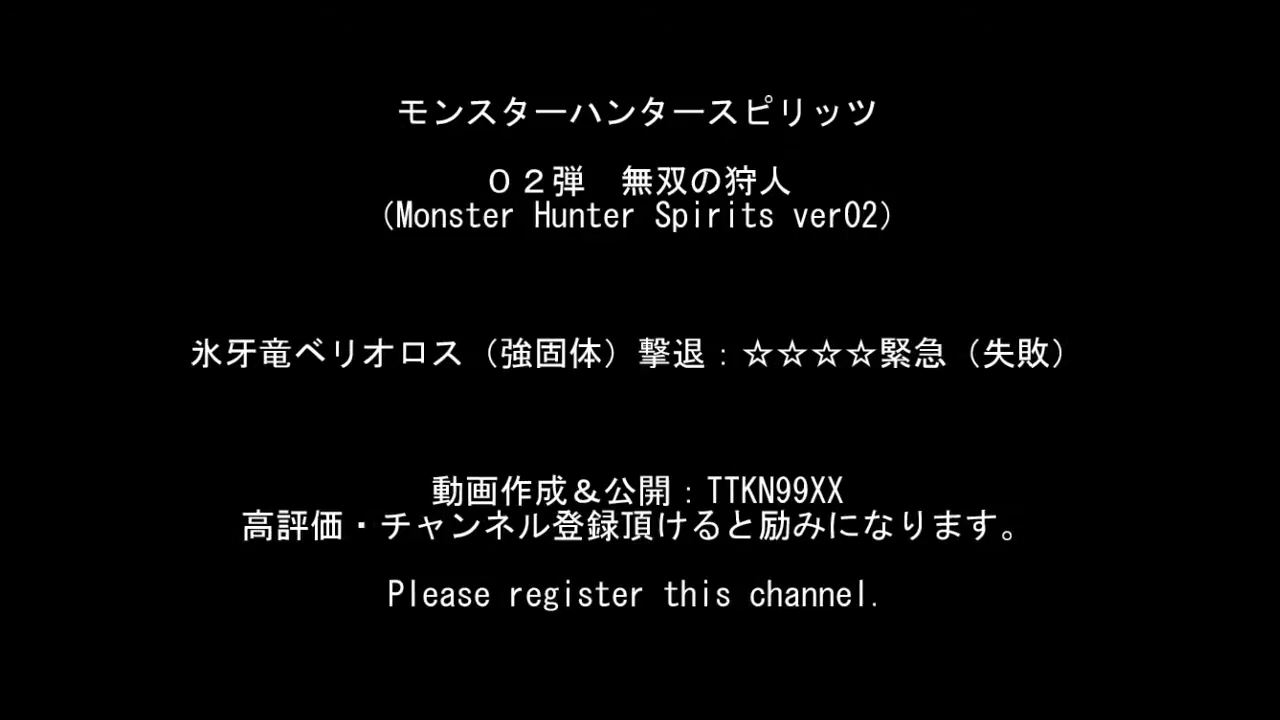 モンスターハンタースピリッツ
０２弾　無双の狩人
(Monster Hunter Spirits ver02)
氷牙竜ベリオロス（強固体）撃退：☆☆☆☆緊急（失敗）
動画作成＆公開：TTKN99XX
高評価・チャンネル登録頂けると励みになります。
Please register this channel.